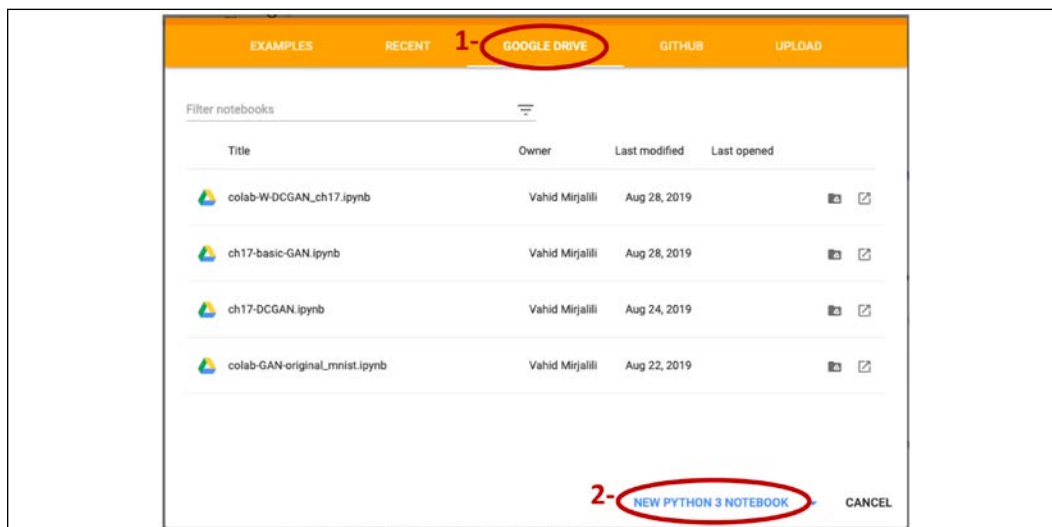 EXAMPLES RECENT 1- GOOGLE DRIVE GITHUB UPLOAD
Filter notebooks
Title Owner Last modified Last opened
colab-W-DCGAN_ch17.ipynb Vahid Mirjalili Aug 28, 2019
ch17-basic-GAN.ipynb Vahid Mirjalili Aug 28, 2019
ch17-DCGAN.ipynb Vahid Mirjalili Aug 24, 2019
colab-GAN-original_mnist.ipynb Vahid Mirjalili Aug 22, 2019
2- NEW PYTHON 3 NOTEBOOK CANCEL